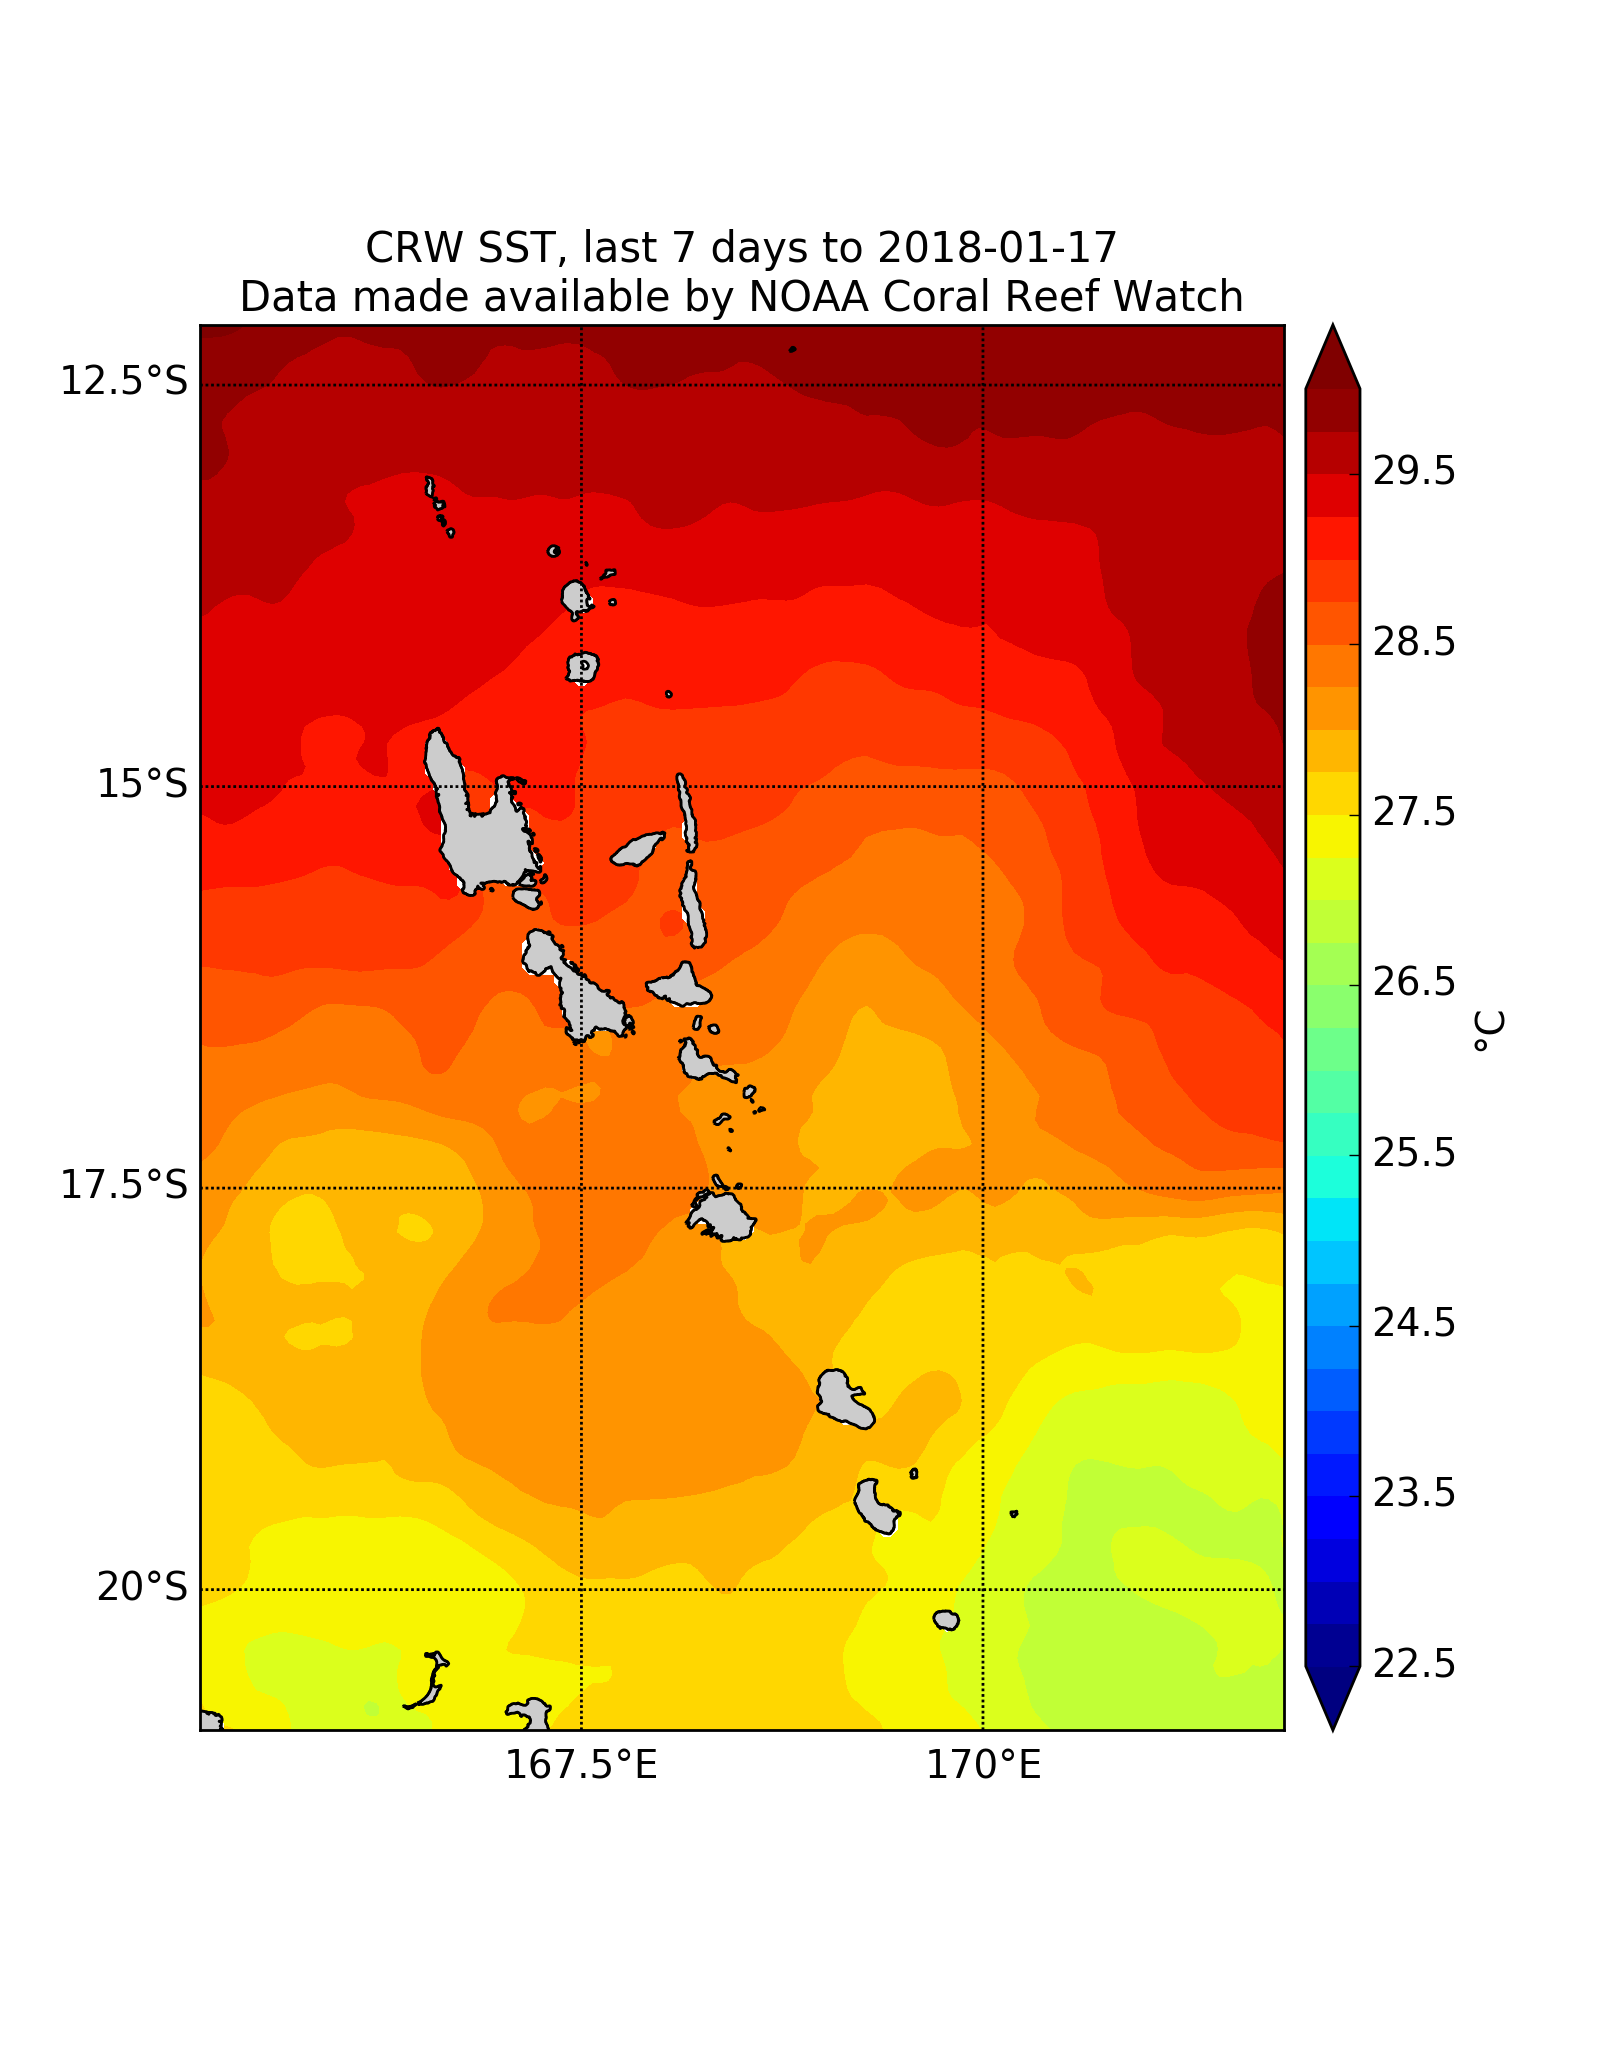 CRW SST, last 7 days to 2018-01-17
Data made available by NOAA Coral Reef Watch
12.5°S
15°S
17.5°S
20°S
167.5°E
170°E
29.5
28.5
27.5
26.5
25.5
24.5
23.5
22.5
°C